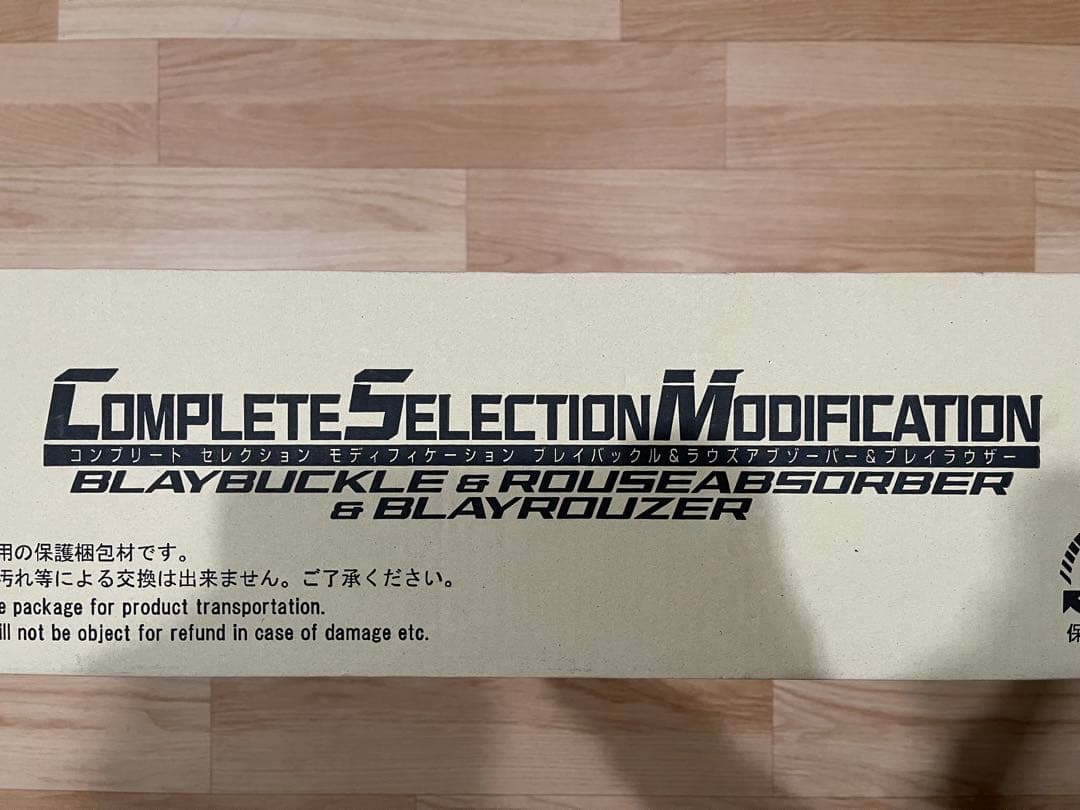 COMPLETE SELECTION MODIFICATION
コンプリート セレクション モディフィケーション ブレイバックル&ラウズアブゾーバー&ブレイラウザー
BLAYBUCKLE & ROUSEABSORBER
& BLAYROUZER
用の保護梱包材です。
汚れ等による交換は出来ません。ご了承ください。
e package for product transportation.
ill not be object for refund in case of damage etc.
保